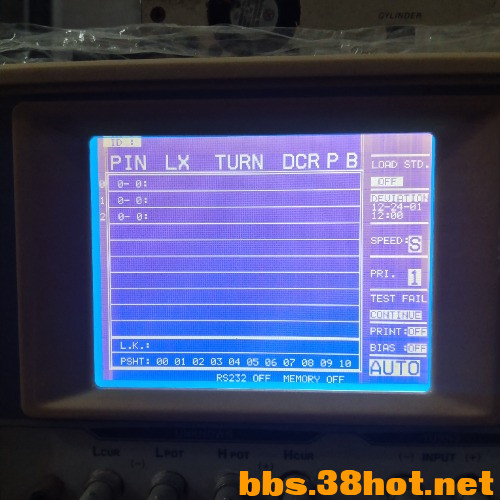 CYLINDER
ID :
PIN LX TURN DCR P B
0 0- 0:
1 0- 0:
2 0- 0:
L.K.:
PSHT: 00 01 02 03 04 05 06 07 08 09 10
RS232 OFF MEMORY OFF
LOAD STD.
OFF
DEVIATION
12-24-01
12:00
SPEED:S
PRI. 1
TEST FAIL
CONTINUE
PRINT:OFF
BIAS :OFF
AUTO
LCUR LPOT HPOT HCUR
(-) INPUT (+)
bbs.38hot.net